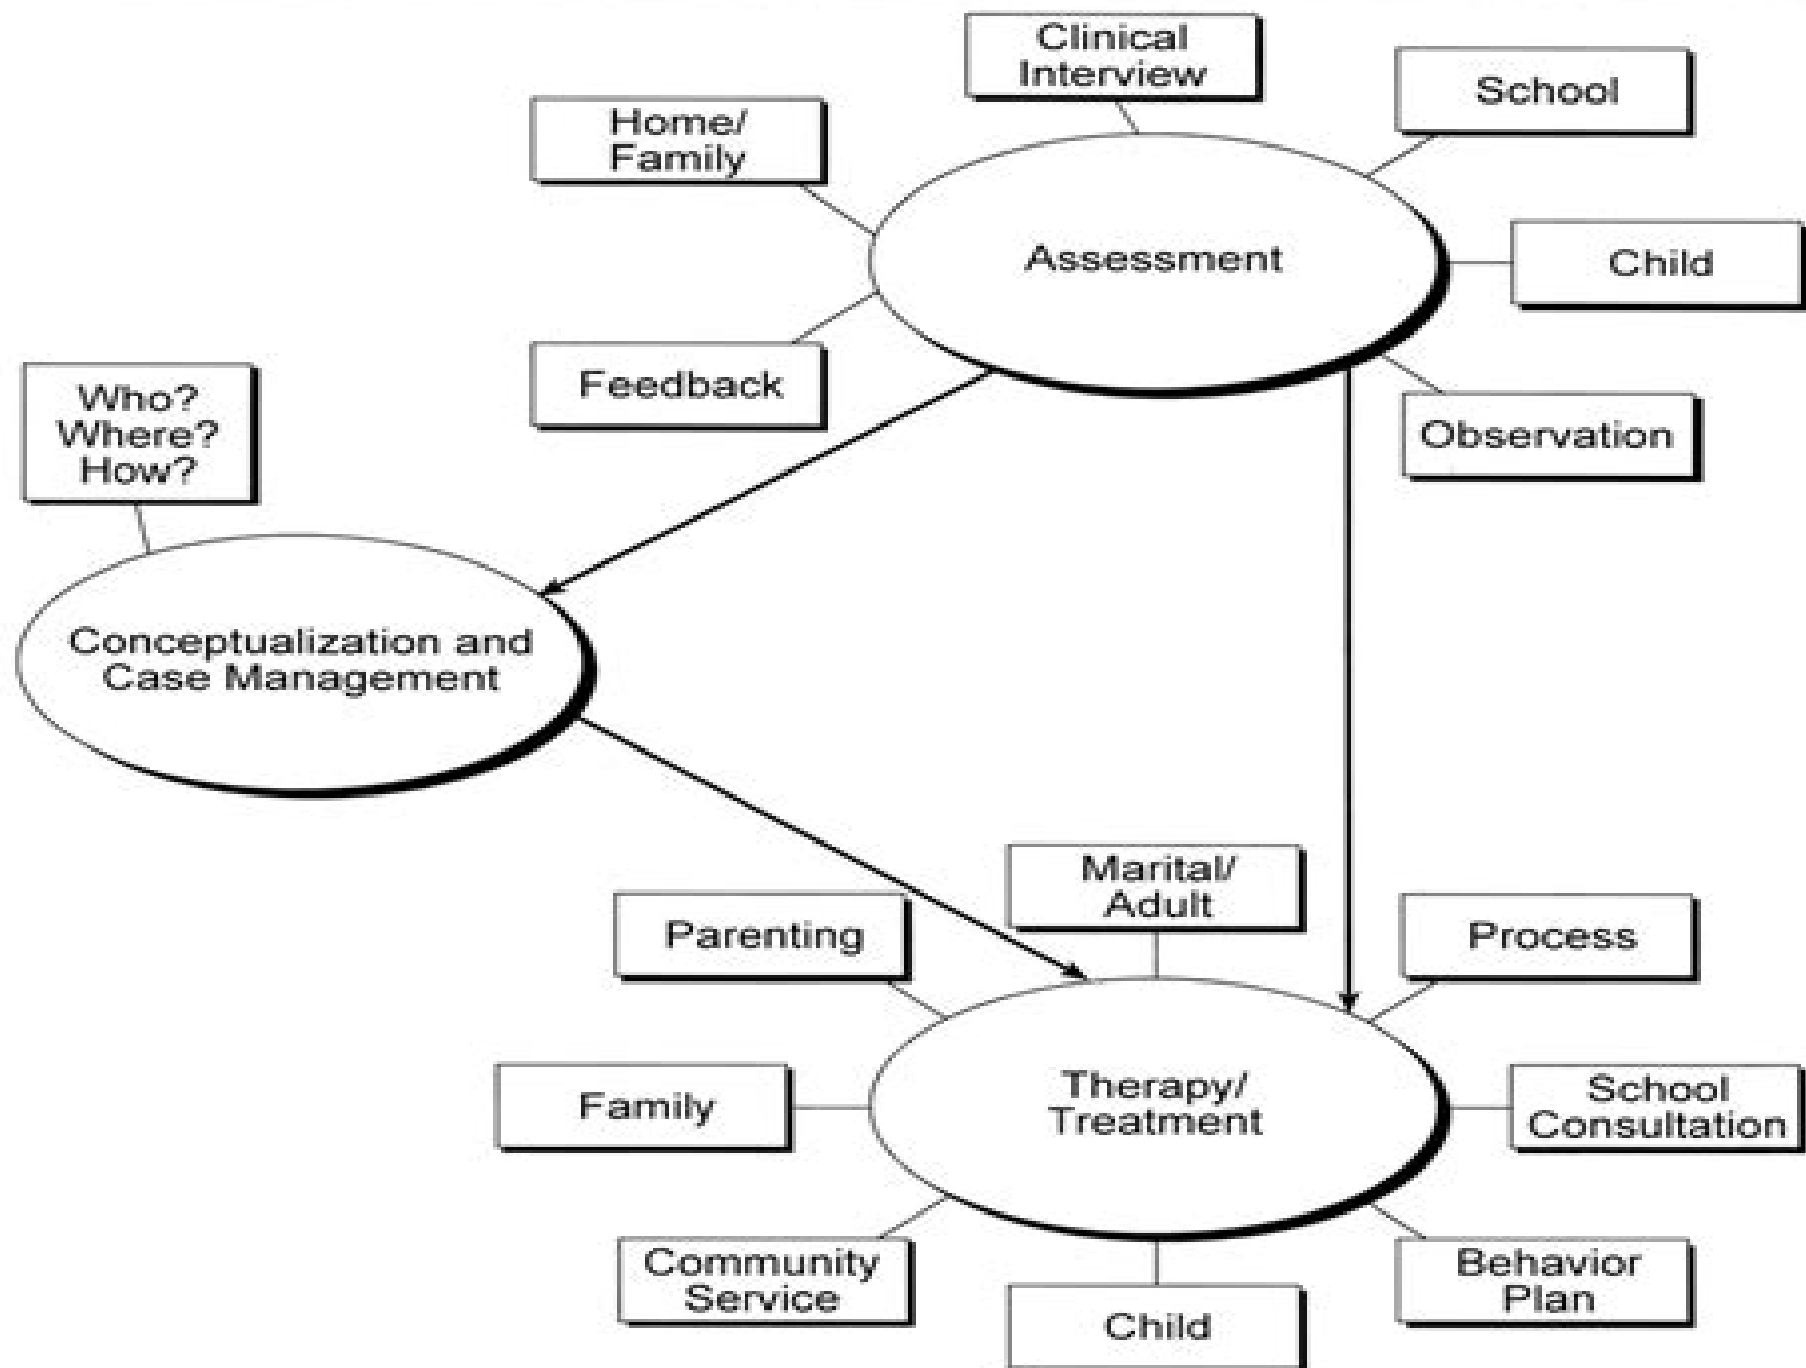 Clinical
Interview
School
Home/
Family
Assessment
Child
Feedback
Observation
Who?
Where?
How?
Conceptualization and
Case Management
Marital/
Adult
Parenting
Process
Therapy/
Treatment
Family
School
Consultation
Community
Service
Behavior
Plan
Child